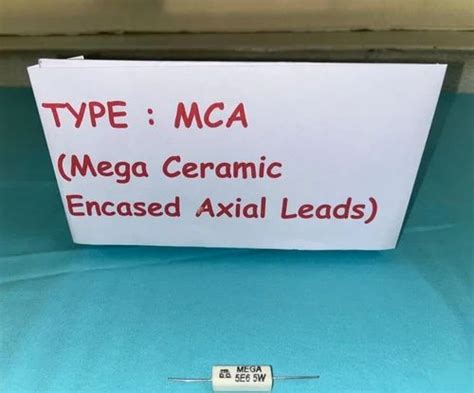 TYPE : MCA
(Mega Ceramic
Encased Axial Leads)
MEGA
5E6 5W